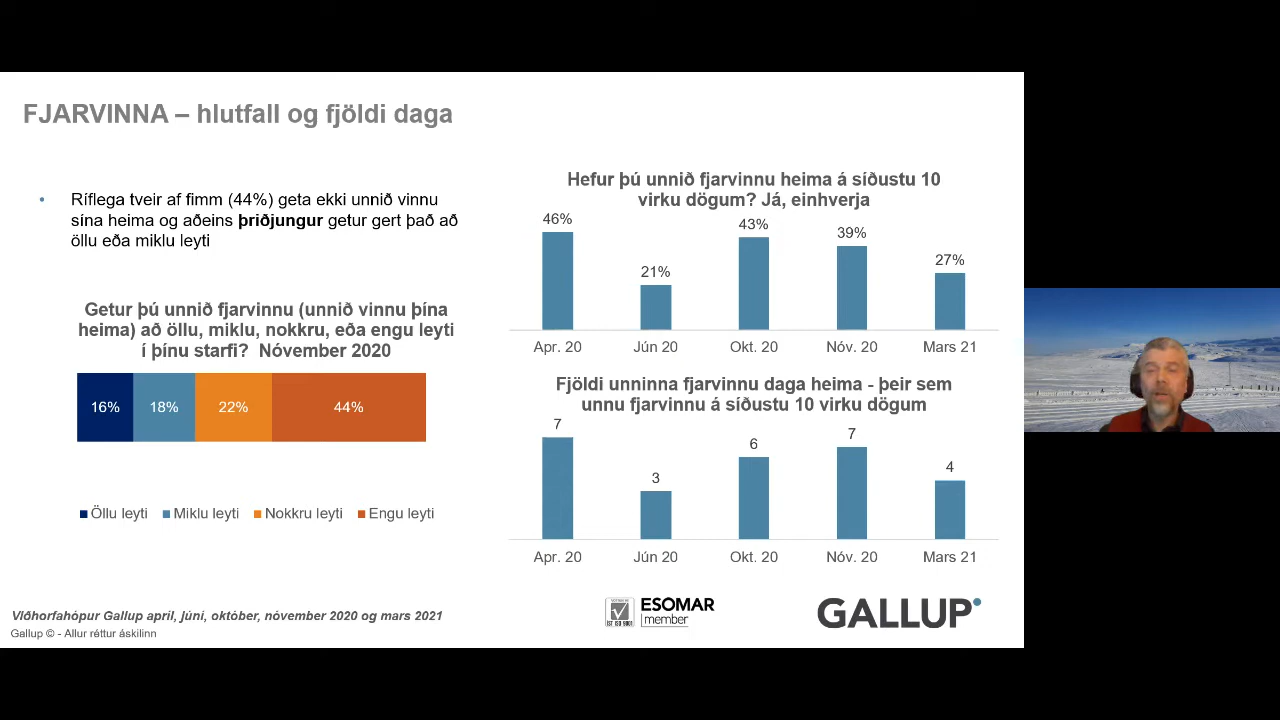 FJARVINNA – hlutfall og fjöldi daga
• Ríflega tveir af fimm (44%) geta ekki unnið vinnu
sína heima og aðeins þriðjungur getur gert það að
öllu eða miklu leyti
Getur þú unnið fjarvinnu (unnið vinnu þína
heima) að öllu, miklu, nokkru, eða engu leyti
í þínu starfi? Nóvember 2020
16% 18% 22% 44%
Öllu leyti Miklu leyti Nokkru leyti Engu leyti
Hefur þú unnið fjarvinnu heima á síðustu 10
virku dögum? Já, einhverja
46% 21% 43% 39% 27%
Apr. 20 Jún 20 Okt. 20 Nóv. 20 Mars 21
Fjöldi unninna fjarvinnu daga heima - þeir sem
unnu fjarvinnu á síðustu 10 virku dögum
7 3 6 7 4
Apr. 20 Jún 20 Okt. 20 Nóv. 20 Mars 21
Viðhorfahópur Gallup apríl, Júní, október, nóvember 2020 og mars 2021
Gallup © - Allur réttur áskilinn
IST ISO 9001
ESOMAR
member
GALLUP